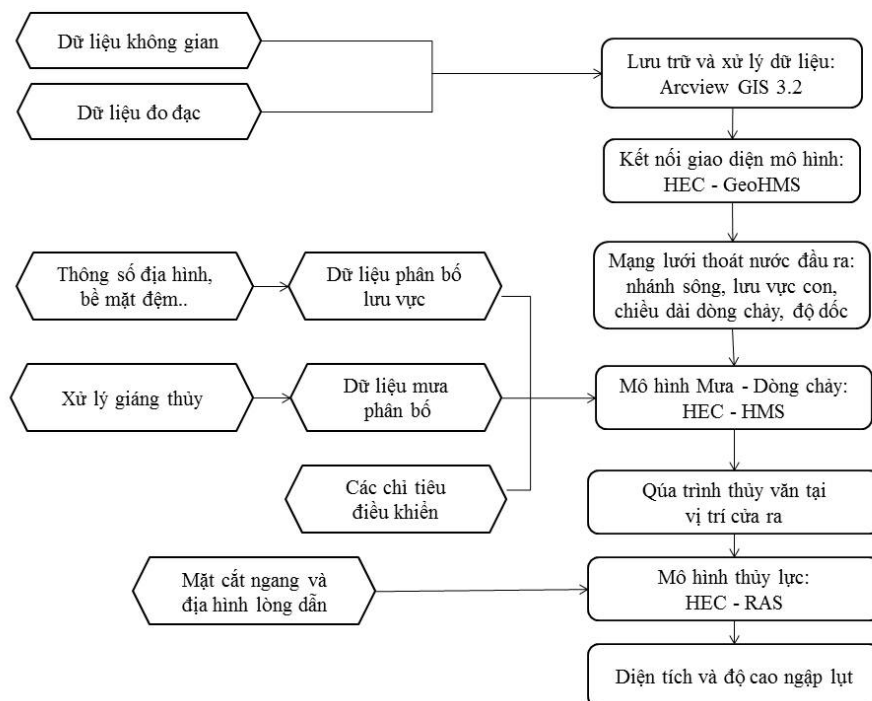 Dữ liệu không gian
Dữ liệu đo đạc
Lưu trữ và xử lý dữ liệu:
Arcview GIS 3.2
Kết nối giao diện mô hình:
HEC - GeoHMS
Mạng lưới thoát nước đầu ra:
nhánh sông, lưu vực con,
chiều dài dòng chảy, độ dốc
Thông số địa hình,
bề mặt đệm..
Dữ liệu phân bố
lưu vực
Xử lý giáng thủy
Dữ liệu mưa
phân bố
Mô hình Mưa - Dòng chảy:
HEC - HMS
Các chỉ tiêu
điều khiển
Qúa trình thủy văn tại
vị trí cửa ra
Mặt cắt ngang và
địa hình lòng dẫn
Mô hình thủy lực:
HEC - RAS
Diện tích và độ cao ngập lụt